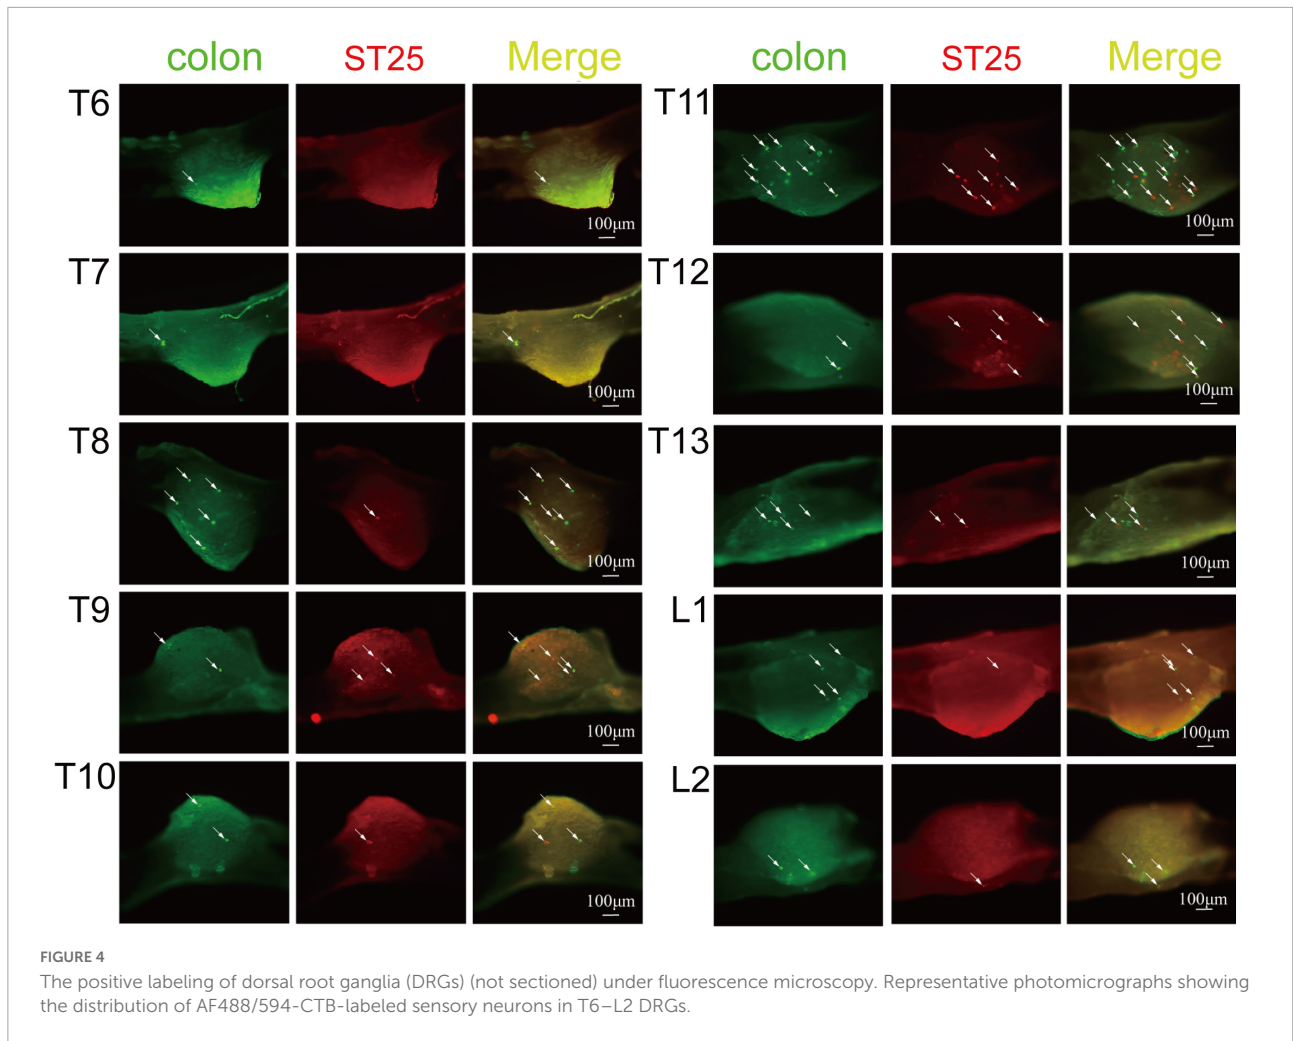 colon ST25 Merge colon ST25 Merge
T6
100μm
T11
100μm
T7
100μm
T12
100μm
T8
100μm
T13
100μm
T9
100μm
L1
100μm
T10
100μm
L2
100μm
FIGURE 4
The positive labeling of dorsal root ganglia (DRGs) (not sectioned) under fluorescence microscopy. Representative photomicrographs showing
the distribution of AF488/594-CTB-labeled sensory neurons in T6–L2 DRGs.